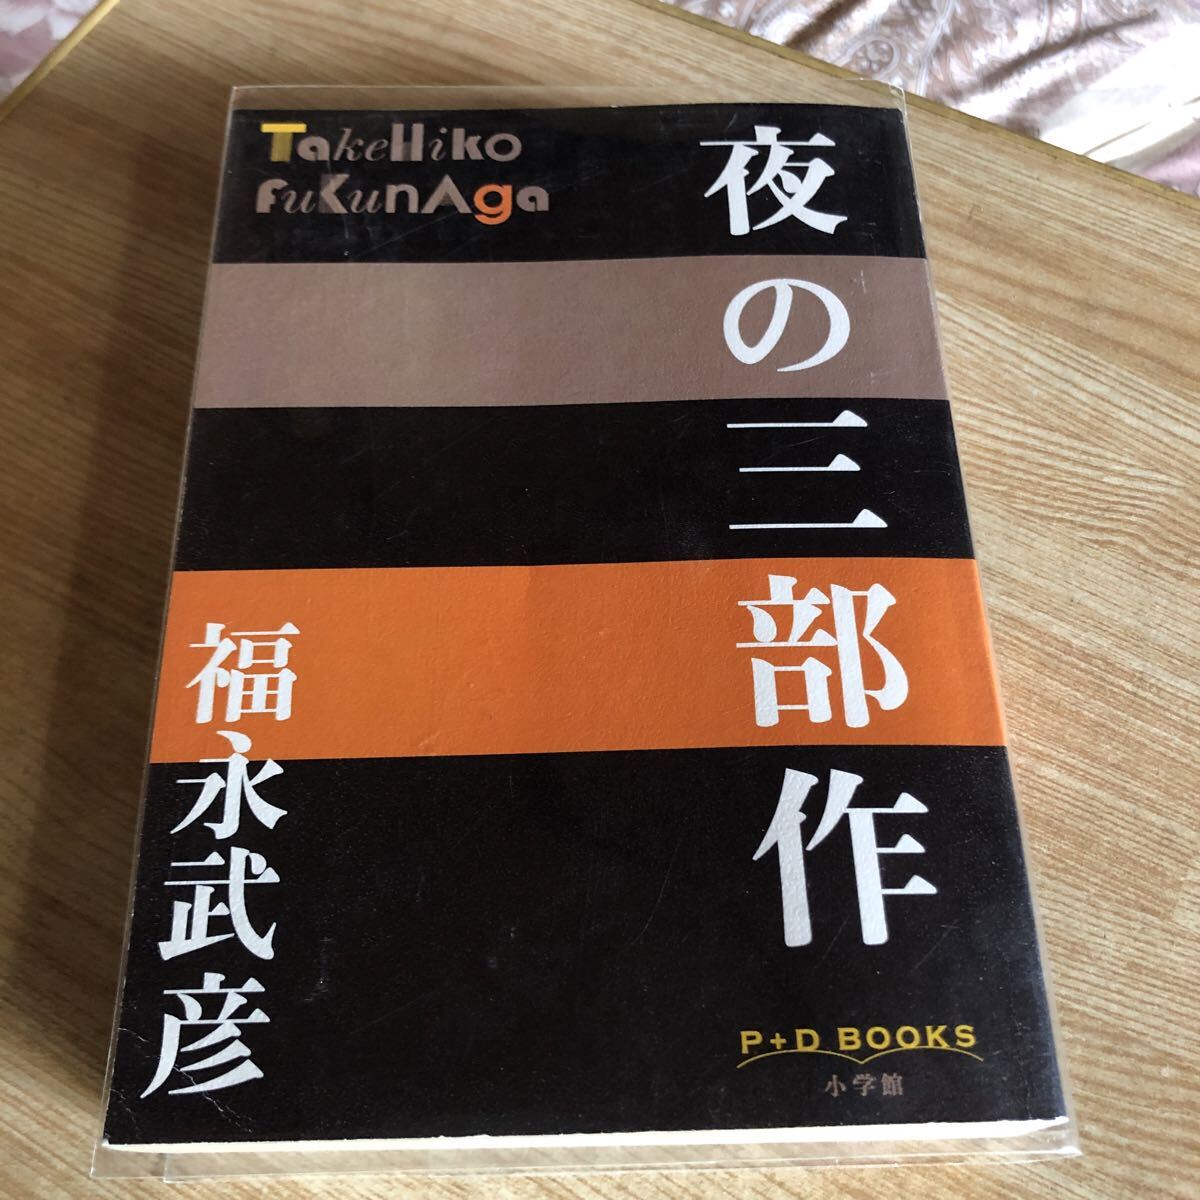 TakeHiko
FuKunAga
夜の三部作
福永武彦
P+D BOOKS
小学館